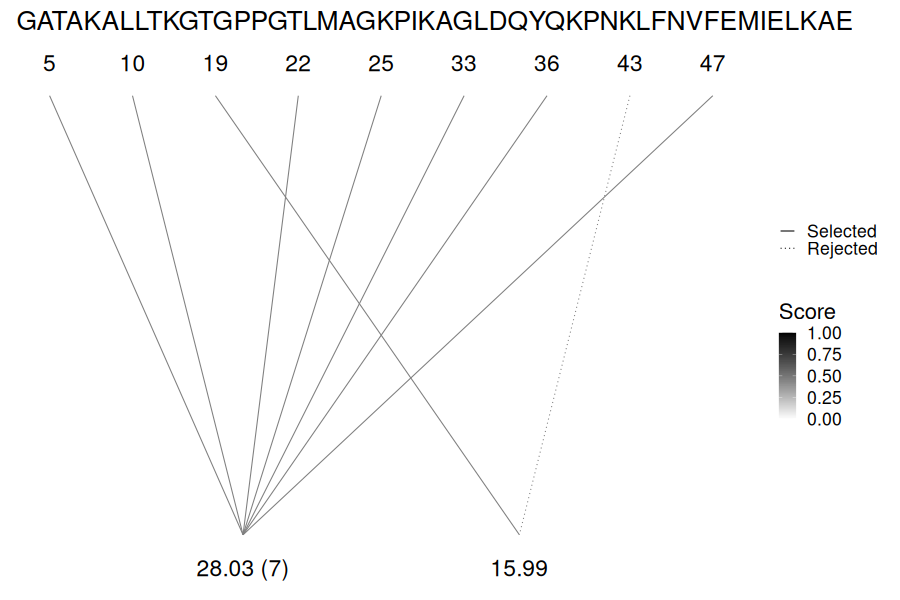 GATAKALLTKGTGPPGTLMAGKPIKAGLDQYQKPNKLFNVFEMIELKAE
5 10 19 22 25 33 36 43 47
Selected
Rejected
Score
1.00
0.75
0.50
0.25
0.00
28.03 (7) 15.99